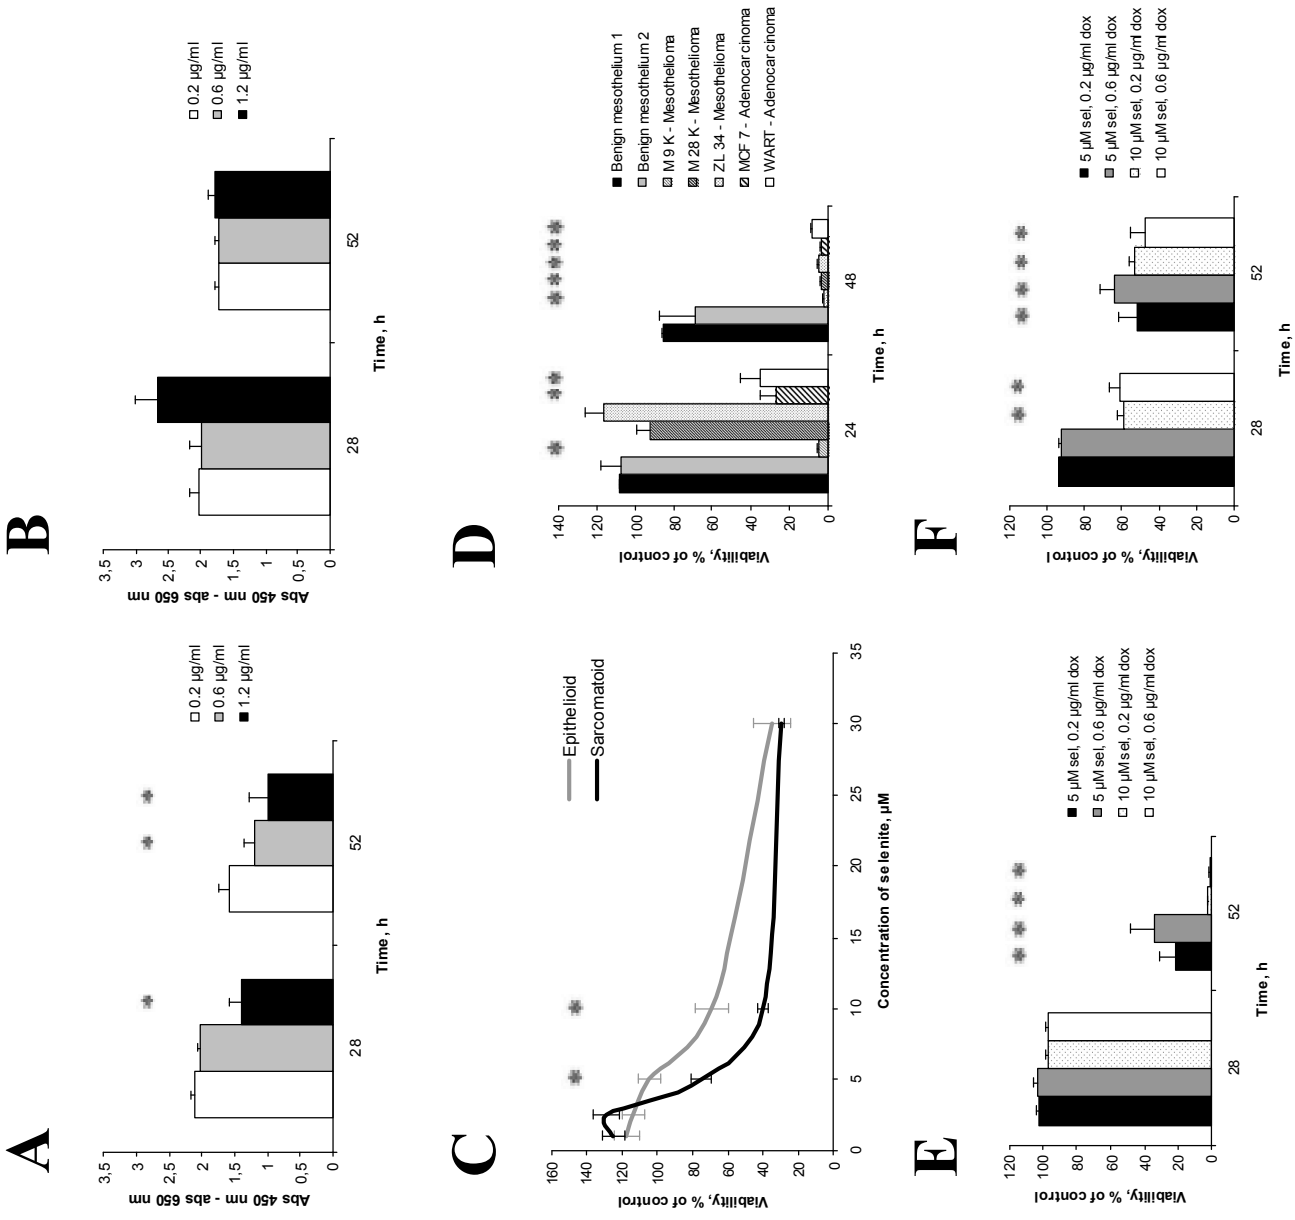 A
3,5
3
2,5
2
1,5
1
0,5
0
Abs 450 nm - abs 650 nm
28
52
Time, h
0.2 µg/ml
0.6 µg/ml
1.2 µg/ml
*
*
*
B
3,5
3
2,5
2
1,5
1
0,5
0
Abs 450 nm - abs 650 nm
28
52
Time, h
0.2 µg/ml
0.6 µg/ml
1.2 µg/ml
C
160
140
120
100
80
60
40
20
0
Viability, % of control
0
5
10
15
20
25
30
35
Concentration of selenite, µM
Epithelioid
Sarcomatoid
*
*
D
140
120
100
80
60
40
20
0
Viability, % of control
24
48
Time, h
Benign mesothelium 1
Benign mesothelium 2
M 9 K - Mesothelioma
M 28 K - Mesothelioma
ZL 34 - Mesothelioma
MCF 7 - Adenocarcinoma
WART - Adenocarcinoma
*
* *
* * * * *
E
120
100
80
60
40
20
0
Viability, % of control
28
52
Time, h
5 µM sel, 0.2 µg/ml dox
5 µM sel, 0.6 µg/ml dox
10 µM sel, 0.2 µg/ml dox
10 µM sel, 0.6 µg/ml dox
* * * *
F
120
100
80
60
40
20
0
Viability, % of control
28
52
Time, h
5 µM sel, 0.2 µg/ml dox
5 µM sel, 0.6 µg/ml dox
10 µM sel, 0.2 µg/ml dox
10 µM sel, 0.6 µg/ml dox
* *
* * * *